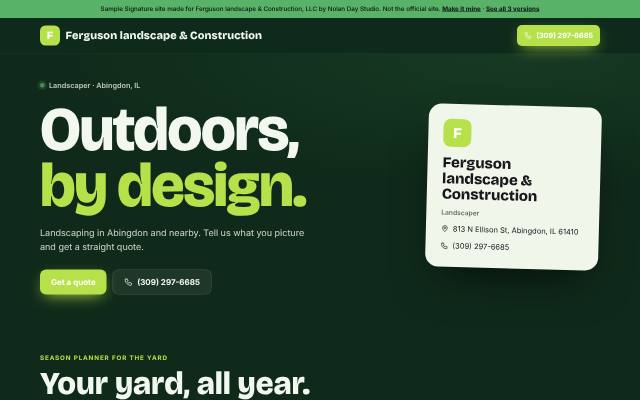 Sample Signature site made for Ferguson landscape & Construction, LLC by Nolan Day Studio. Not the official site. Make it mine · See all 3 versions
F Ferguson landscape & Construction
(309) 297-6685
Landscaper · Abingdon, IL
Outdoors,
by design.
Landscaping in Abingdon and nearby. Tell us what you picture
and get a straight quote.
Get a quote
(309) 297-6685
F
Ferguson
landscape &
Construction
Landscaper
813 N Ellison St, Abingdon, IL 61410
(309) 297-6685
SEASON PLANNER FOR THE YARD
Your yard, all year.